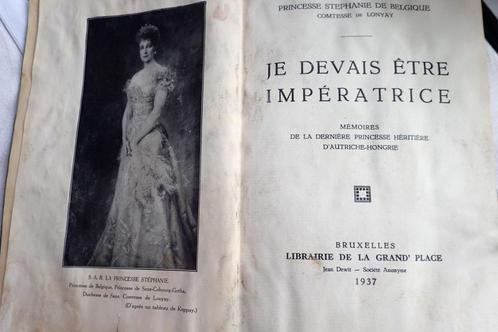 S. A. R. LA PRINCESSE STÉPHANIE
Princesse de Belgique, Princesse de Saxe-Cobourg-Gotha,
Duchesse de Saxe, Comtesse de Lonyay.
(D'après un tableau de Koppay.)
PRINCESSE STEPHANIE DE BELGIQUE
COMTESSE DE LONYAY
JE DEVAIS ÊTRE
IMPÉRATRICE
MÉMOIRES
DE LA DERNIÈRE PRINCESSE HÉRITIÈRE
D'AUTRICHE-HONGRIE
BRUXELLES
LIBRAIRIE DE LA GRAND' PLACE
Jean Dewit — Société Anonyme
1937